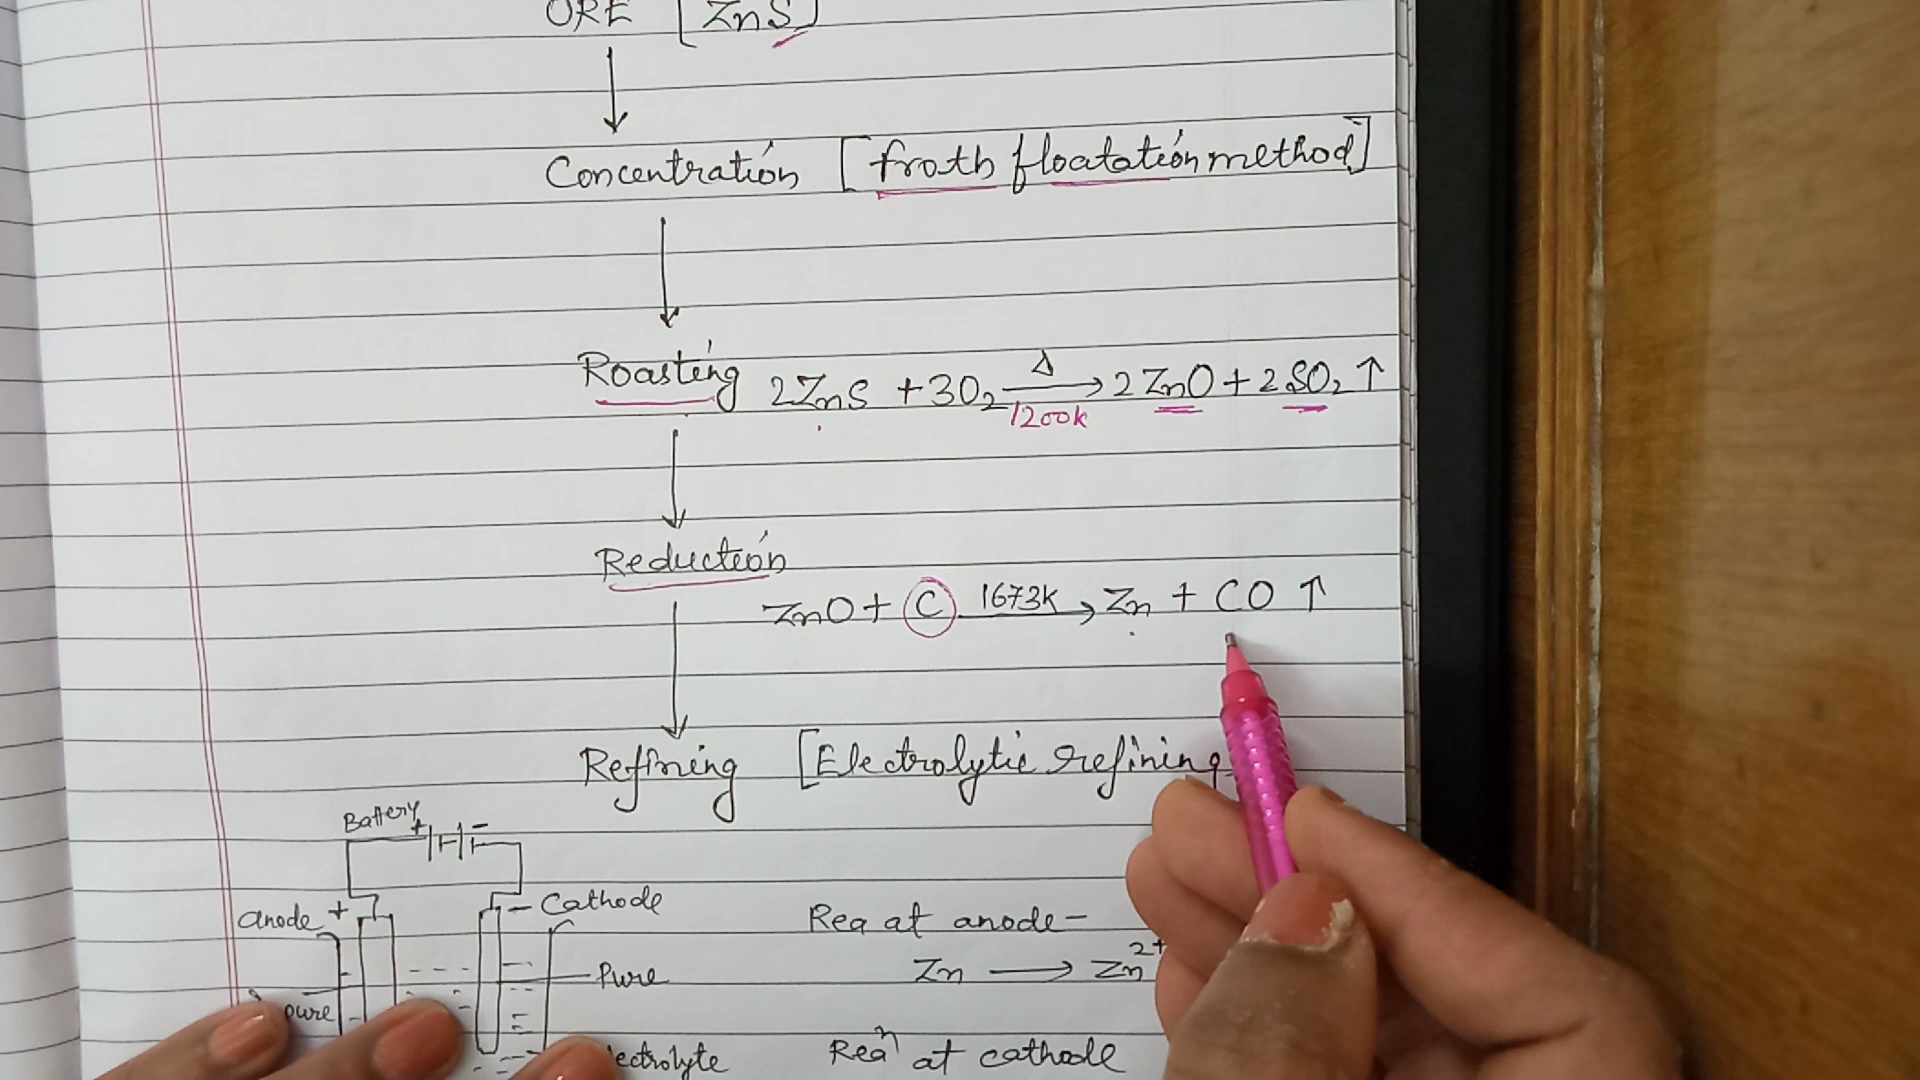 ORE [ZnS]
Concentration [froth floatation method]
Roasting 2ZnS + 3O₂ Δ 1200k → 2ZnO + 2SO₂ ↑
Reduction
ZnO + C 1673k → Zn + CO ↑
Refining [Electrolytic refining
Battery
+ -
anode +
- Cathode
Rea at anode -
Pure
Zn → Zn²⁺
pure
Reaⁿ at cathode